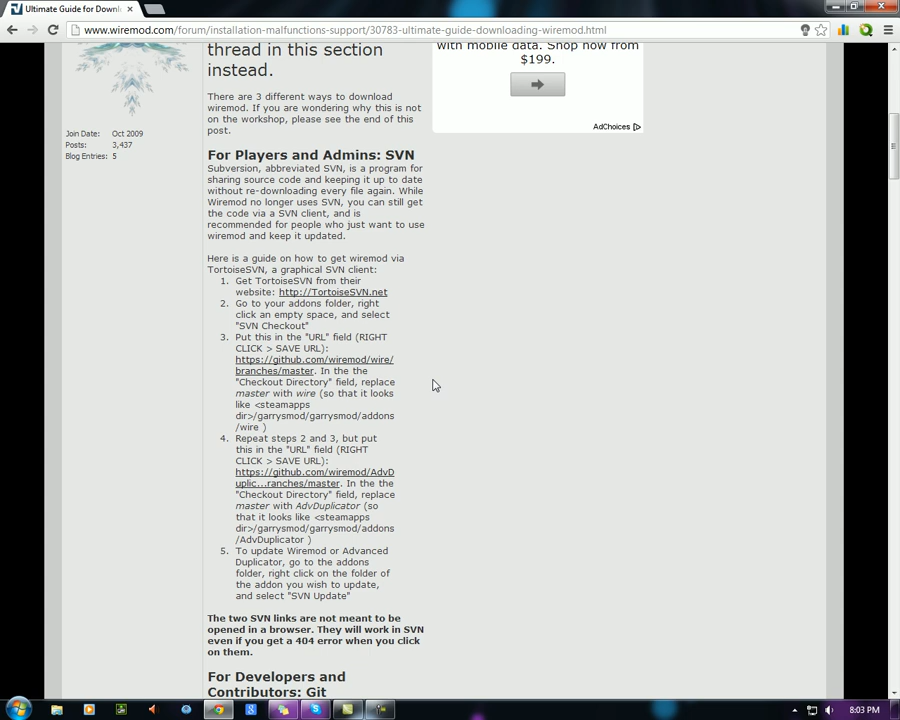 Ultimate Guide for Downl
www.wiremod.com/forum/installation-malfunctions-support/30783-ultimate-guide-downloading-wiremod.html
thread in this section
instead.
with mobile data. Shop now from
$199.
AdChoices
Join Date: Oct 2009
Posts: 3,437
Blog Entries: 5
There are 3 different ways to download
wiremod. If you are wondering why this is not
on the workshop, please see the end of this
post.
For Players and Admins: SVN
Subversion, abbreviated SVN, is a program for
sharing source code and keeping it up to date
without re-downloading every file again. While
Wiremod no longer uses SVN, you can still get
the code via a SVN client, and is
recommended for people who just want to use
wiremod and keep it updated.
Here is a guide on how to get wiremod via
TortoiseSVN, a graphical SVN client:
1. Get TortoiseSVN from their
website: http://TortoiseSVN.net
2. Go to your addons folder, right
click an empty space, and select
"SVN Checkout"
3. Put this in the "URL" field (RIGHT
CLICK > SAVE URL):
https://github.com/wiremod/wire/
branches/master. In the the
"Checkout Directory" field, replace
master with wire (so that it looks
like <steamapps
dir>/garrysmod/garrysmod/addons
/wire )
4. Repeat steps 2 and 3, but put
this in the "URL" field (RIGHT
CLICK > SAVE URL):
https://github.com/wiremod/AdvD
uplic...ranches/master. In the the
"Checkout Directory" field, replace
master with AdvDuplicator (so
that it looks like <steamapps
dir>/garrysmod/garrysmod/addons
/AdvDuplicator )
5. To update Wiremod or Advanced
Duplicator, go to the addons
folder, right click on the folder of
the addon you wish to update,
and select "SVN Update"
The two SVN links are not meant to be
opened in a browser. They will work in SVN
even if you get a 404 error when you click
on them.
For Developers and
Contributors: Git
8:03 PM